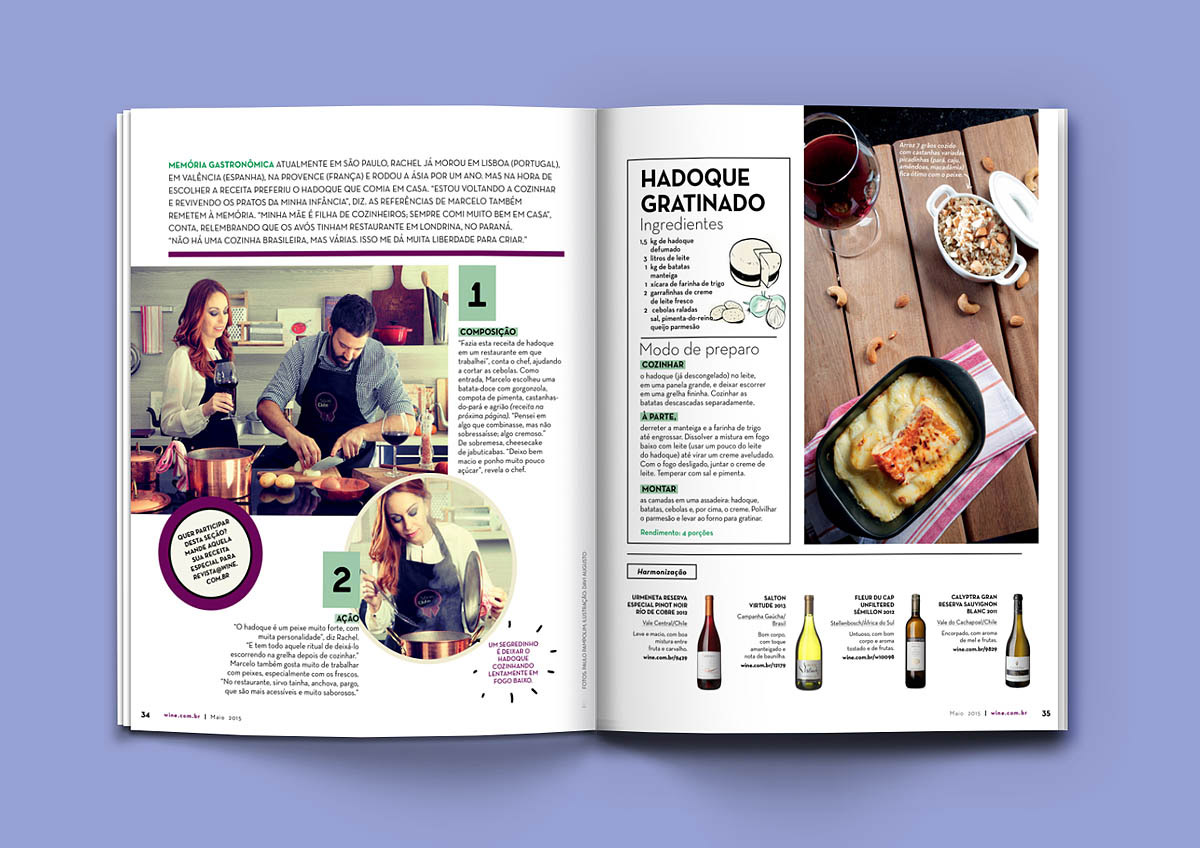 MEMÓRIA GASTRONÔMICA ATUALMENTE EM SÃO PAULO, RACHEL JÁ MOROU EM LISBOA (PORTUGAL),
EM VALÊNCIA (ESPANHA), NA PROVENCE (FRANÇA) E RODOU A ÁSIA POR UM ANO. MAS NA HORA DE
ESCOLHER A RECEITA PREFERIU O HADOQUE QUE COMIA EM CASA. "ESTOU VOLTANDO A COZINHAR
E REVIVENDO OS PRATOS DA MINHA INFÂNCIA", DIZ. AS REFERÊNCIAS DE MARCELO TAMBÉM
REMETEM À MEMÓRIA. "MINHA MÃE É FILHA DE COZINHEIROS; SEMPRE COMI MUITO BEM EM CASA",
CONTA, RELEMBRANDO QUE OS AVÓS TINHAM RESTAURANTE EM LONDRINA, NO PARANÁ.
"NÃO HÁ UMA COZINHA BRASILEIRA, MAS VÁRIAS. ISSO ME DÁ MUITA LIBERDADE PARA CRIAR."
1
COMPOSIÇÃO
"Fazia esta receita de hadoque
em um restaurante em que
trabalhei", conta o chef, ajudando
a cortar as cebolas. Como
entrada, Marcelo escolheu uma
batata-doce com gorgonzola,
compota de pimenta, castanhas-
do-pará e agrião (receita na
próxima página). "Pensei em
algo que combinasse, mas não
sobressaísse; algo cremoso."
De sobremesa, cheesecake
de jabuticabas. "Deixo bem
macio e ponho muito pouco
açúcar", revela o chef.
QUER PARTICIPAR
DESTA SEÇÃO?
MANDE AQUELA
SUA RECEITA
ESPECIAL PARA
REVISTA@WINE.
COM.BR
2
AÇÃO
"O hadoque é um peixe muito forte, com
muita personalidade", diz Rachel.
"E tem todo aquele ritual de deixá-lo
escorrendo na grelha depois de cozinhar."
Marcelo também gosta muito de trabalhar
com peixes, especialmente com os frescos.
"No restaurante, sirvo tainha, anchova, pargo,
que são mais acessíveis e muito saborosos."
UM SEGREDINHO
É DEIXAR O
HADOQUE
COZINHANDO
LENTAMENTE EM
FOGO BAIXO.
FOTOS: PAULO PAMPOLIM; ILUSTRAÇÃO: DAVI AUGUSTO
34 wine.com.br | Maio 2015
HADOQUE
GRATINADO
Ingredientes
1,5 kg de hadoque
defumado
3 litros de leite
1 kg de batatas
manteiga
1 xícara de farinha de trigo
2 garrafinhas de creme
de leite fresco
2 cebolas raladas
sal, pimenta-do-reino
queijo parmesão
Modo de preparo
COZINHAR
o hadoque (já descongelado) no leite,
em uma panela grande, e deixar escorrer
em uma grelha fininha. Cozinhar as
batatas descascadas separadamente.
À PARTE,
derreter a manteiga e a farinha de trigo
até engrossar. Dissolver a mistura em fogo
baixo com leite (usar um pouco do leite
do hadoque) até virar um creme aveludado.
Com o fogo desligado, juntar o creme de
leite. Temperar com sal e pimenta.
MONTAR
as camadas em uma assadeira: hadoque,
batatas, cebolas e, por cima, o creme. Polvilhar
o parmesão e levar ao forno para gratinar.
Rendimento: 4 porções
Arroz 7 grãos cozido
com castanhas variadas
picadinhas (pará, caju,
amêndoas, macadâmia)
fica ótimo com o peixe.
Harmonização
URMENETA RESERVA
ESPECIAL PINOT NOIR
RÍO DE COBRE 2012
Vale Central/Chile
Leve e macio, com boa
mistura entre
fruta e carvalho.
wine.com.br/9439
SALTON
VIRTUDE 2013
Campanha Gaúcha/
Brasil
Bom corpo,
com toque
amanteigado e
nota de baunilha.
wine.com.br/12179
FLEUR DU CAP
UNFILTERED
SÉMILLON 2012
Stellenbosch/África do Sul
Untuoso, com bom
corpo e aroma
tostado e de frutas.
wine.com.br/w10098
CALYPTRA GRAN
RESERVA SAUVIGNON
BLANC 2011
Vale do Cachapoal/Chile
Encorpado, com aroma
de mel e frutas.
wine.com.br/9829
Maio 2015 | wine.com.br 35